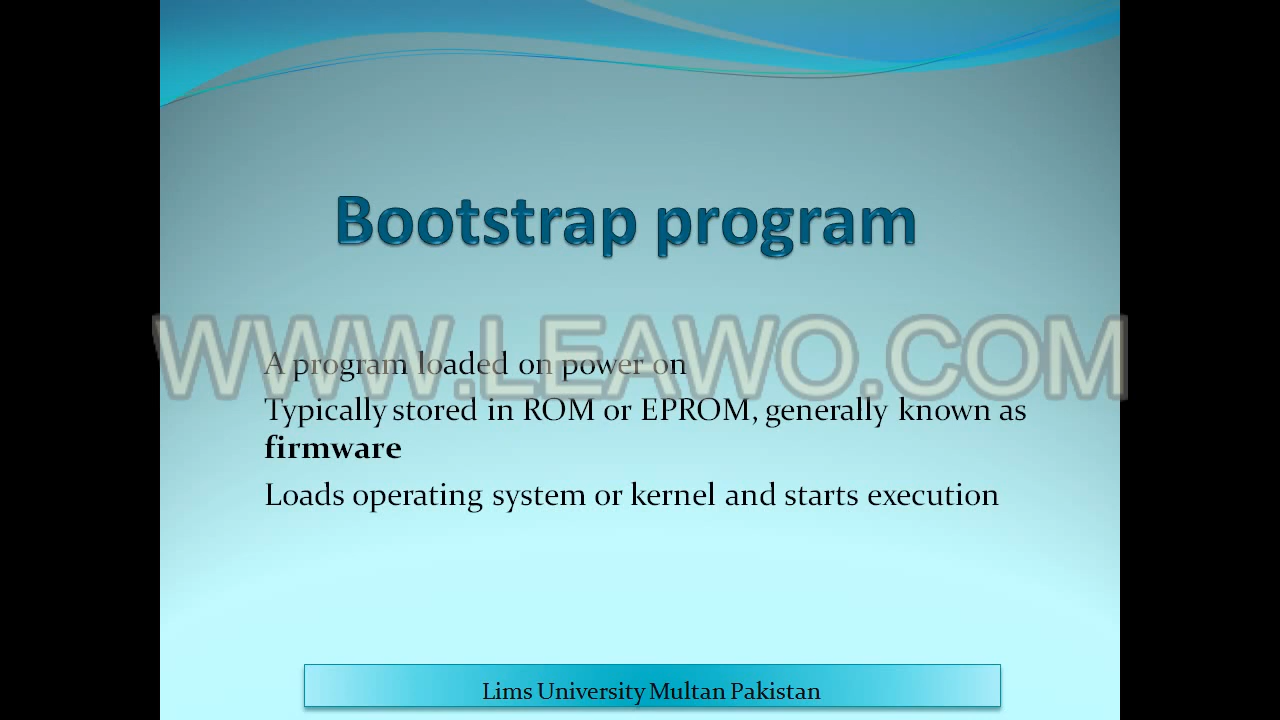 Bootstrap program
WWW.LEAWO.COM
A program loaded on power on
Typically stored in ROM or EPROM, generally known as
firmware
Loads operating system or kernel and starts execution
Lims University Multan Pakistan